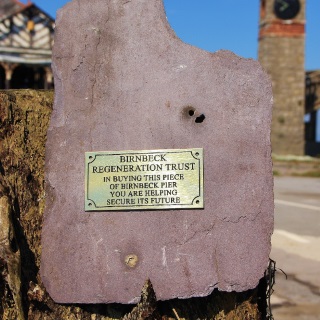 BIRNBECK
REGENERATION TRUST
IN BUYING THIS PIECE
OF BIRNBECK PIER
YOU ARE HELPING
SECURE ITS FUTURE